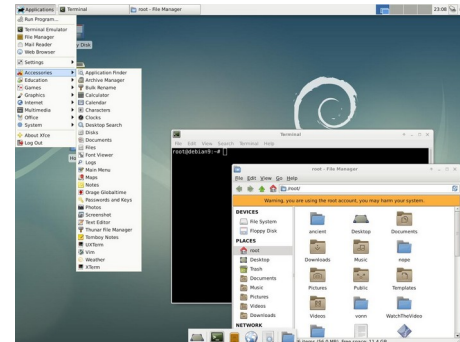 Applications
Terminal
root - File Manager
23:08
Run Program...
Terminal Emulator
File Manager
Mail Reader
Web Browser
Settings
Accessories
Education
Games
Graphics
Internet
Multimedia
Office
System
About Xfce
Log Out
Application Finder
Archive Manager
Bulk Rename
Calculator
Calendar
Characters
Clocks
Desktop Search
Disks
Documents
Files
Font Viewer
Logs
Main Menu
Maps
Notes
Orage Globaltime
Passwords and Keys
Photos
Screenshot
Text Editor
Thunar File Manager
Tomboy Notes
UXTerm
Vim
Weather
XTerm
Terminal
File Edit View Search Terminal Help
root@debian9:~#
root - File Manager
File Edit View Go Help
/root/
Warning, you are using the root account, you may harm your system.
DEVICES
File System
Floppy Disk
PLACES
root
Desktop
Trash
Documents
Music
Pictures
Videos
Downloads
NETWORK
ancient
Desktop
Documents
Downloads
Music
nope
Pictures
Public
Templates
Videos
vorm
WatchTheVideo